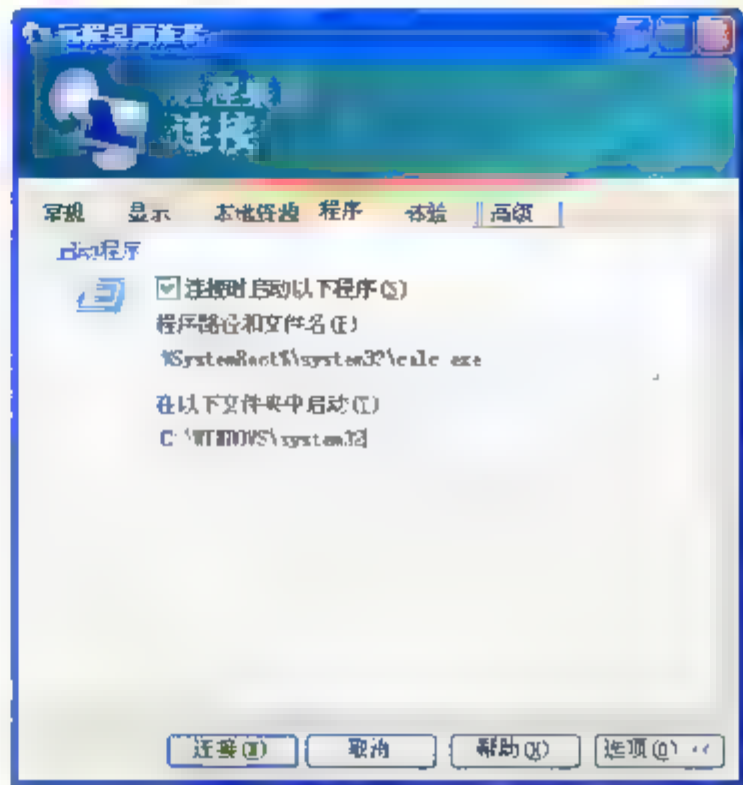 远程桌面连接
远程桌面
连接
常规 显示 本地资源 程序 体验 高级
启动程序
连接时启动以下程序(S)
程序路径和文件名(E)
%SystemRoot%\system32\calc.exe
在以下文件夹中启动(T)
C:\WINDOWS\system32
连接(N) 取消 帮助(H) 选项(O) <<